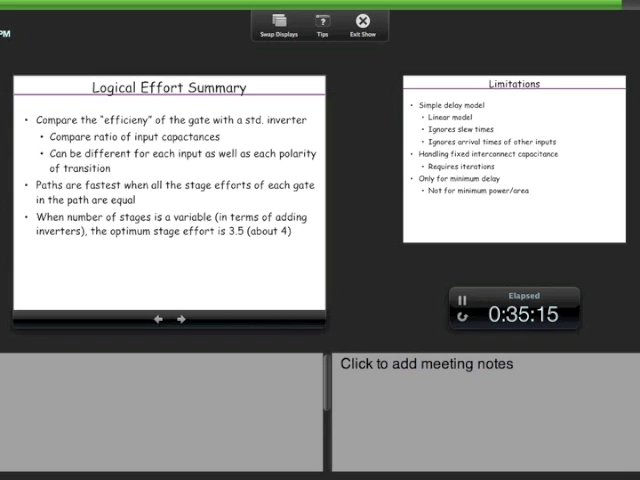 PM
Swap Displays
Tips
Exit Show
Logical Effort Summary
• Compare the "efficieny" of the gate with a std. inverter
• Compare ratio of input capactances
• Can be different for each input as well as each polarity
of transition
• Paths are fastest when all the stage efforts of each gate
in the path are equal
• When number of stages is a variable (in terms of adding
inverters), the optimum stage effort is 3.5 (about 4)
Limitations
• Simple delay model
• Linear model
• Ignores slew times
• Ignores arrival times of other inputs
• Handling fixed interconnect capacitance
• Requires iterations
• Only for minimum delay
• Not for minimum power/area
Elapsed
0:35:15
Click to add meeting notes